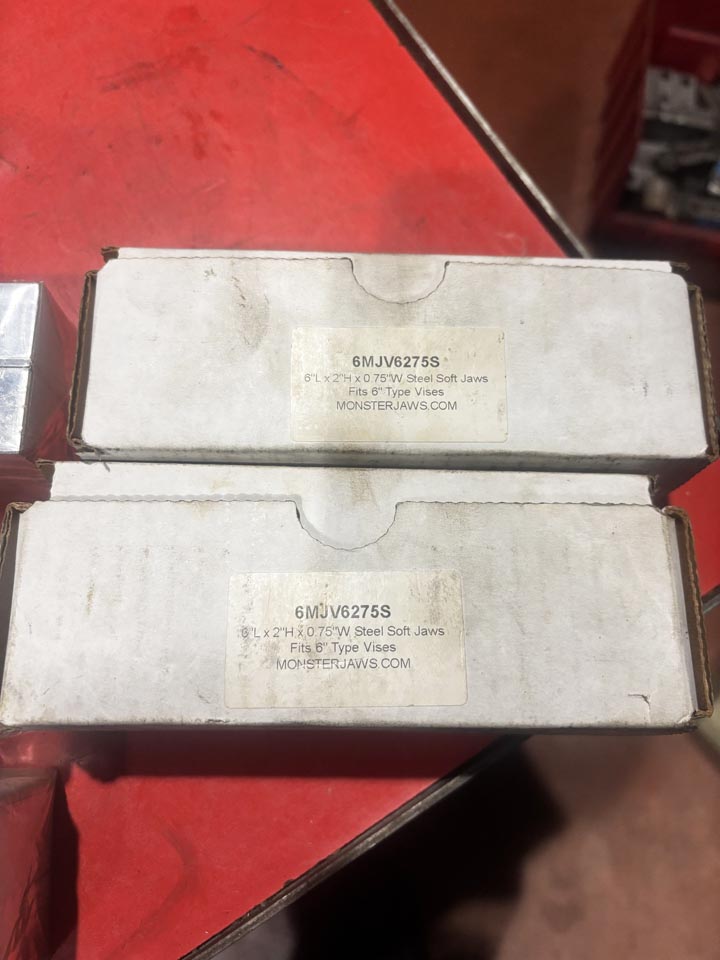 6MJV6275S
6"L x 2"H x 0.75"W Steel Soft Jaws
Fits 6" Type Vises
MONSTERJAWS.COM
6MJV6275S
6"L x 2"H x 0.75"W Steel Soft Jaws
Fits 6" Type Vises
MONSTERJAWS.COM